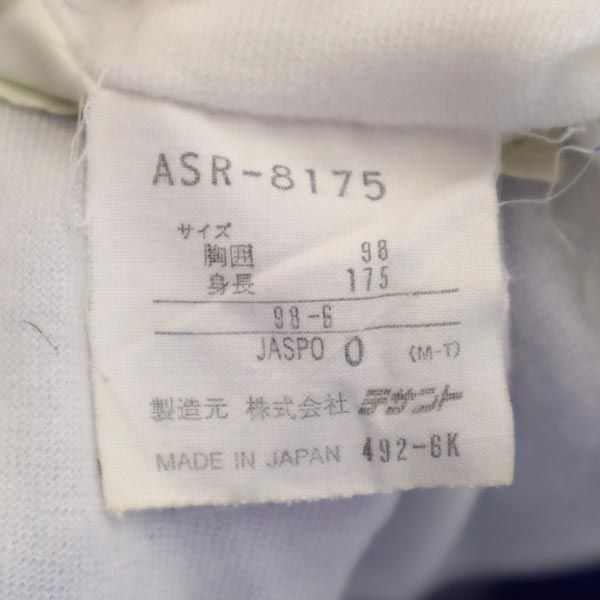 ASR-8175
サイズ
胸囲 98
身長 175
98-6
JASPO O (M-T)
製造元 株式会社 デサント
MADE IN JAPAN 492-6K